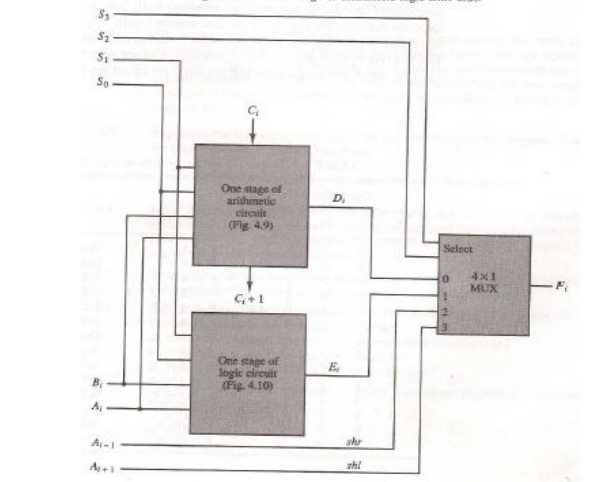 S3
S2
S1
S0
Ci
One stage of
arithmetic
circuit
(Fig. 4.9)
Di
Select
0
4 × 1
MUX
1
2
3
Fi
Ci + 1
One stage of
logic circuit
(Fig. 4.10)
Ei
Bi
Ai
Ai-1
shr
Ai+1
shl